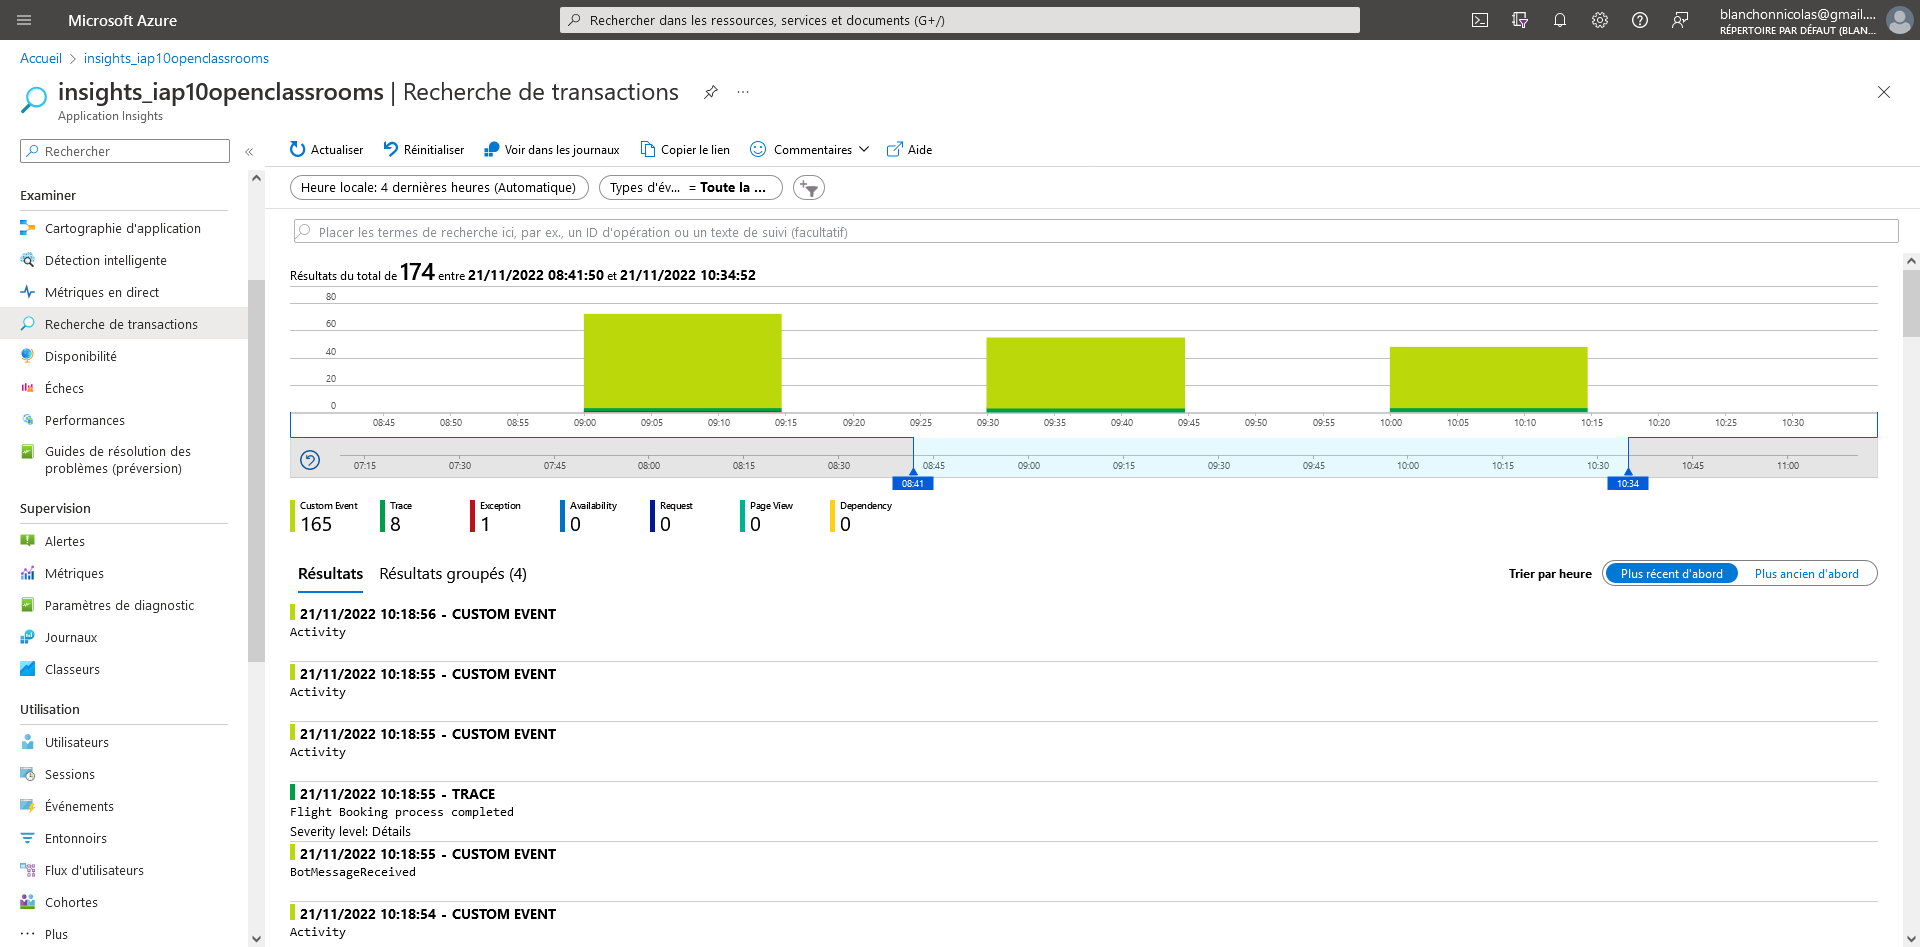 Microsoft Azure
Rechercher dans les ressources, services et documents (G+/)
blanchonnicolas@gmail....
RÉPERTOIRE PAR DÉFAUT (BLAN...
Accueil > insights_iap10openclassrooms
insights_iap10openclassrooms | Recherche de transactions
Application Insights
Rechercher
Actualiser
Réinitialiser
Voir dans les journaux
Copier le lien
Commentaires
Aide
Examiner
Cartographie d'application
Détection intelligente
Métriques en direct
Recherche de transactions
Disponibilité
Échecs
Performances
Guides de résolution des
problèmes (préversion)
Supervision
Alertes
Métriques
Paramètres de diagnostic
Journaux
Classeurs
Utilisation
Utilisateurs
Sessions
Événements
Entonnoirs
Flux d'utilisateurs
Cohortes
Plus
Heure locale: 4 dernières heures (Automatique)
Types d'év... = Toute la ...
Placer les termes de recherche ici, par ex., un ID d'opération ou un texte de suivi (facultatif)
Résultats du total de 174 entre 21/11/2022 08:41:50 et 21/11/2022 10:34:52
80
60
40
20
0
08:45 08:50 08:55 09:00 09:05 09:10 09:15 09:20 09:25 09:30 09:35 09:40 09:45 09:50 09:55 10:00 10:05 10:10 10:15 10:20 10:25 10:30
07:15 07:30 07:45 08:00 08:15 08:30 08:45 09:00 09:15 09:30 09:45 10:00 10:15 10:30 10:45 11:00
08:41 10:34
Custom Event Trace Exception Availability Request Page View Dependency
165 8 1 0 0 0 0
Résultats Résultats groupés (4)
Trier par heure Plus récent d'abord Plus ancien d'abord
21/11/2022 10:18:56 - CUSTOM EVENT
Activity
21/11/2022 10:18:55 - CUSTOM EVENT
Activity
21/11/2022 10:18:55 - CUSTOM EVENT
Activity
21/11/2022 10:18:55 - TRACE
Flight Booking process completed
Severity level: Détails
21/11/2022 10:18:55 - CUSTOM EVENT
BotMessageReceived
21/11/2022 10:18:54 - CUSTOM EVENT
Activity